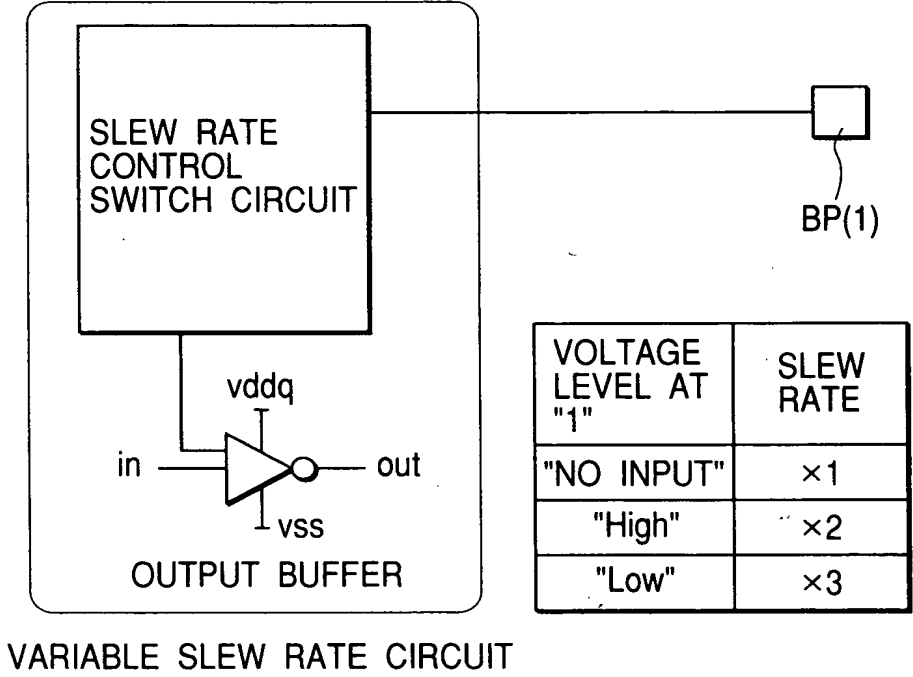 SLEW RATE
CONTROL
SWITCH CIRCUIT
BP(1)
vddq
in
out
vss
OUTPUT BUFFER
VOLTAGE
LEVEL AT
"1"
SLEW
RATE
"NO INPUT" ×1
"High" ×2
"Low" ×3
VARIABLE SLEW RATE CIRCUIT